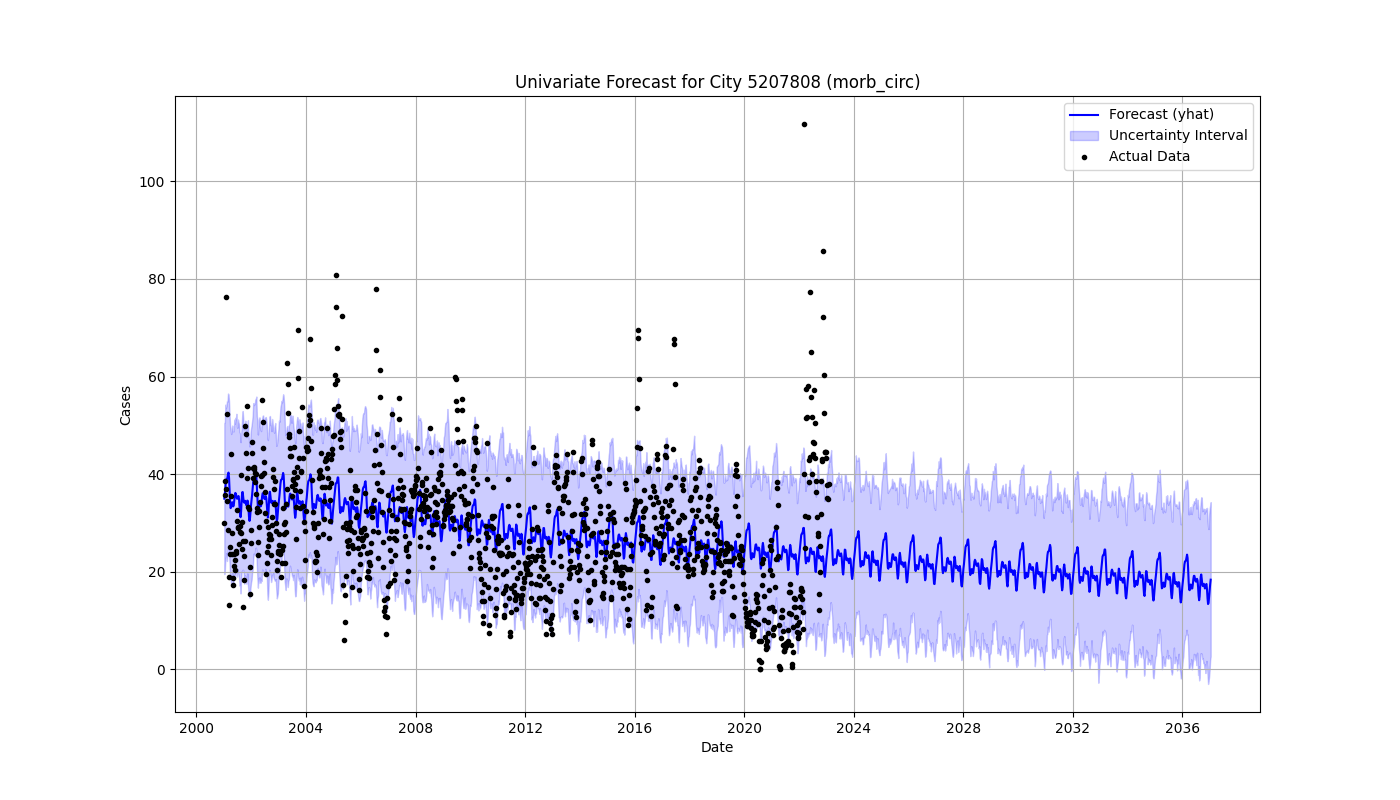 Univariate Forecast for City 5207808 (morb_circ)
Forecast (yhat)
Uncertainty Interval
Actual Data
100
80
60
40
20
0
Cases
2000 2004 2008 2012 2016 2020 2024 2028 2032 2036
Date